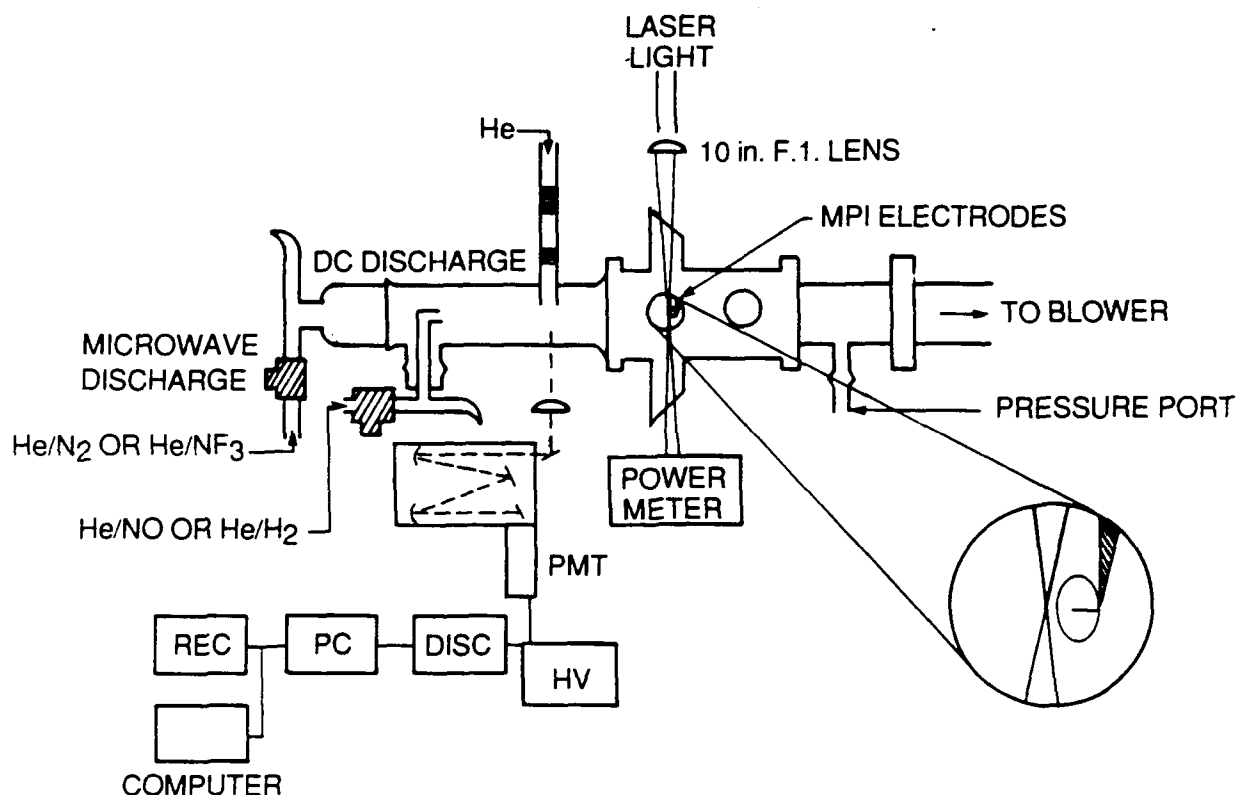 LASER
LIGHT
He
10 in. F.1. LENS
MPI ELECTRODES
DC DISCHARGE
TO BLOWER
MICROWAVE
DISCHARGE
PRESSURE PORT
He/N2 OR He/NF3
POWER
METER
He/NO OR He/H2
PMT
REC
PC
DISC
HV
COMPUTER